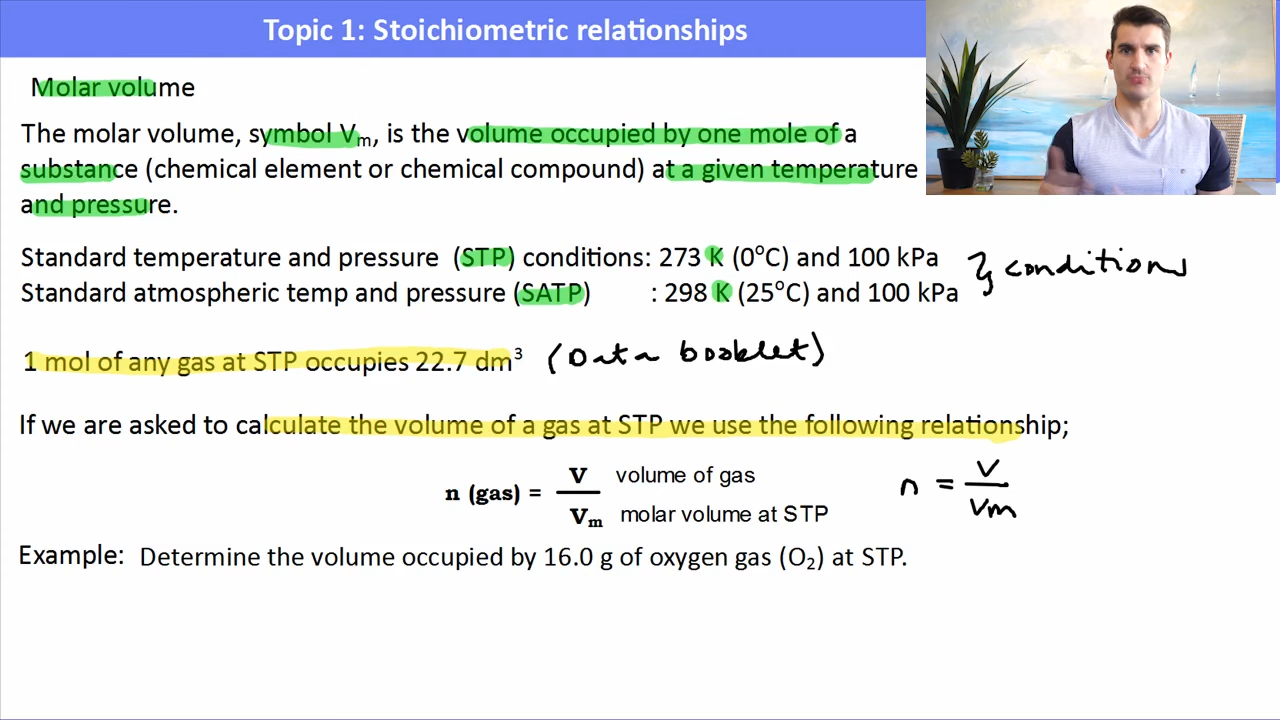 Topic 1: Stoichiometric relationships
Molar volume
The molar volume, symbol Vₘ, is the volume occupied by one mole of a
substance (chemical element or chemical compound) at a given temperature
and pressure.
Standard temperature and pressure (STP) conditions: 273 K (0°C) and 100 kPa
Standard atmospheric temp and pressure (SATP) : 298 K (25°C) and 100 kPa
} conditions
1 mol of any gas at STP occupies 22.7 dm³ (Data booklet)
If we are asked to calculate the volume of a gas at STP we use the following relationship;
n (gas) = V / Vₘ
volume of gas
molar volume at STP
n = V / Vm
Example: Determine the volume occupied by 16.0 g of oxygen gas (O₂) at STP.